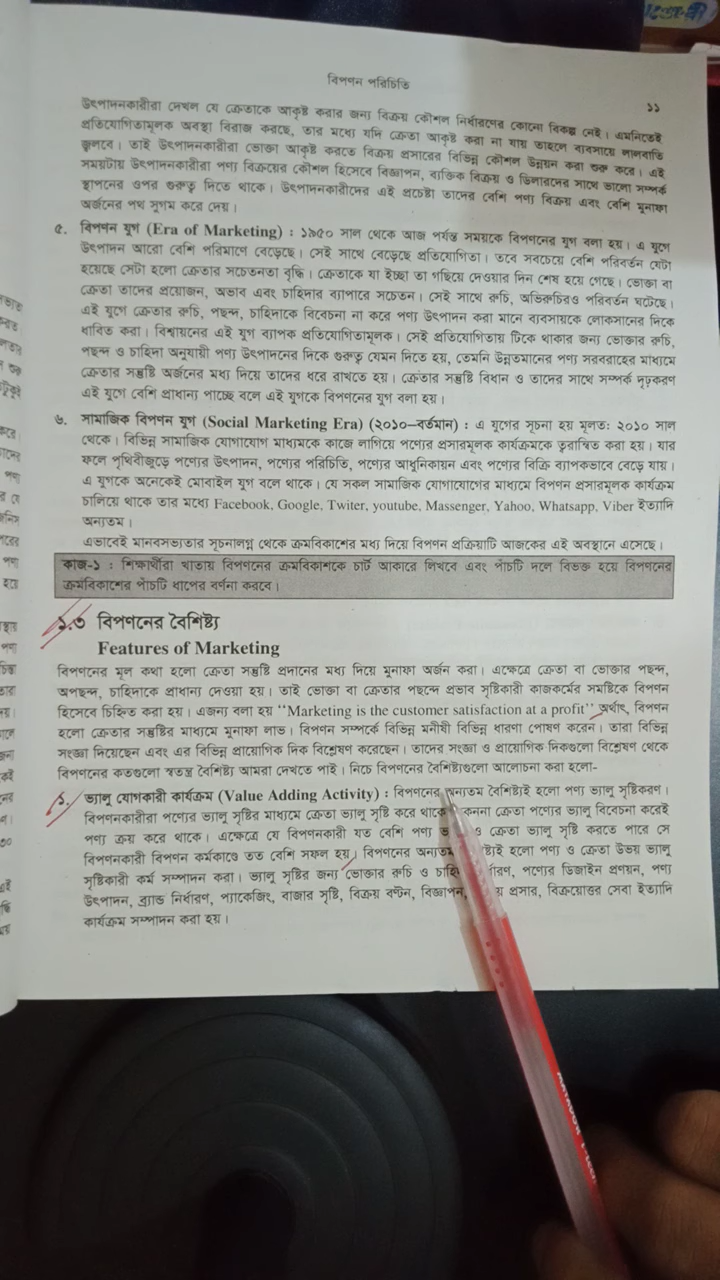 বিপণন পরিচিতি
১১
উৎপাদনকারীরা দেখল যে ক্রেতাকে আকৃষ্ট করার জন্য বিক্রয় কৌশল নির্ধারণের কোনো বিকল্প নেই। এমনিতেই
প্রতিযোগিতামূলক অবস্থা বিরাজ করছে, তার মধ্যে যদি ক্রেতা আকৃষ্ট করা না যায় তাহলে ব্যবসায়ে লালবাতি
জ্বলবে। তাই উৎপাদনকারীরা ভোক্তা আকৃষ্ট করতে বিক্রয় প্রসারের বিভিন্ন কৌশল উন্নয়ন করা শুরু করে। এই
সময়টায় উৎপাদনকারীরা পণ্য বিক্রয়ের কৌশল হিসেবে বিজ্ঞাপন, ব্যক্তিক বিক্রয় ও ডিলারদের সাথে ভালো সম্পর্ক
স্থাপনের ওপর গুরুত্ব দিতে থাকে। উৎপাদনকারীদের এই প্রচেষ্টা তাদের বেশি পণ্য বিক্রয় এবং বেশি মুনাফা
অর্জনের পথ সুগম করে দেয়।
৫. বিপণন যুগ (Era of Marketing) : ১৯৫০ সাল থেকে আজ পর্যন্ত সময়কে বিপণনের যুগ বলা হয়। এ যুগে
উৎপাদন আরো বেশি পরিমাণে বেড়েছে। সেই সাথে বেড়েছে প্রতিযোগিতা। তবে সবচেয়ে বেশি পরিবর্তন যেটা
হয়েছে সেটা হলো ক্রেতার সচেতনতা বৃদ্ধি। ক্রেতাকে যা ইচ্ছা তা গছিয়ে দেওয়ার দিন শেষ হয়ে গেছে। ভোক্তা বা
ক্রেতা তাদের প্রয়োজন, অভাব এবং চাহিদার ব্যাপারে সচেতন। সেই সাথে রুচি, অভিরুচিরও পরিবর্তন ঘটেছে।
এই যুগে ক্রেতার রুচি, পছন্দ, চাহিদাকে বিবেচনা না করে পণ্য উৎপাদন করা মানে ব্যবসায়কে লোকসানের দিকে
ধাবিত করা। বিশ্বায়নের এই যুগ ব্যাপক প্রতিযোগিতামূলক। সেই প্রতিযোগিতায় টিকে থাকার জন্য ভোক্তার রুচি,
পছন্দ ও চাহিদা অনুযায়ী পণ্য উৎপাদনের দিকে গুরুত্ব যেমন দিতে হয়, তেমনি উন্নতমানের পণ্য সরবরাহের মাধ্যমে
ক্রেতার সন্তুষ্টি অর্জনের মধ্য দিয়ে তাদের ধরে রাখতে হয়। ক্রেতার সন্তুষ্টি বিধান ও তাদের সাথে সম্পর্ক দৃঢ়করণ
এই যুগে বেশি প্রাধান্য পাচ্ছে বলে এই যুগকে বিপণনের যুগ বলা হয়।
৬. সামাজিক বিপণন যুগ (Social Marketing Era) (২০১০–বর্তমান) : এ যুগের সূচনা হয় মূলতঃ ২০১০ সাল
থেকে। বিভিন্ন সামাজিক যোগাযোগ মাধ্যমকে কাজে লাগিয়ে পণ্যের প্রসারমূলক কার্যক্রমকে ত্বরান্বিত করা হয়। যার
ফলে পৃথিবীজুড়ে পণ্যের উৎপাদন, পণ্যের পরিচিতি, পণ্যের আধুনিকায়ন এবং পণ্যের বিক্রি ব্যাপকভাবে বেড়ে যায়।
এ যুগকে অনেকেই মোবাইল যুগ বলে থাকে। যে সকল সামাজিক যোগাযোগের মাধ্যমে বিপণন প্রসারমূলক কার্যক্রম
চালিয়ে থাকে তার মধ্যে Facebook, Google, Twiter, youtube, Massenger, Yahoo, Whatsapp, Viber ইত্যাদি
অন্যতম।
এভাবেই মানবসভ্যতার সূচনালগ্ন থেকে ক্রমবিকাশের মধ্য দিয়ে বিপণন প্রক্রিয়াটি আজকের এই অবস্থানে এসেছে।
কাজ-১ : শিক্ষার্থীরা খাতায় বিপণনের ক্রমবিকাশকে চার্ট আকারে লিখবে এবং পাঁচটি দলে বিভক্ত হয়ে বিপণনের
ক্রমবিকাশের পাঁচটি ধাপের বর্ণনা করবে।
১.৩ বিপণনের বৈশিষ্ট্য
Features of Marketing
বিপণনের মূল কথা হলো ক্রেতা সন্তুষ্টি প্রদানের মধ্য দিয়ে মুনাফা অর্জন করা। এক্ষেত্রে ক্রেতা বা ভোক্তার পছন্দ,
অপছন্দ, চাহিদাকে প্রাধান্য দেওয়া হয়। তাই ভোক্তা বা ক্রেতার পছন্দে প্রভাব সৃষ্টিকারী কাজকর্মের সমষ্টিকে বিপণন
হিসেবে চিহ্নিত করা হয়। এজন্য বলা হয় ‘‘Marketing is the customer satisfaction at a profit’’ অর্থাৎ, বিপণন
হলো ক্রেতার সন্তুষ্টির মাধ্যমে মুনাফা লাভ। বিপণন সম্পর্কে বিভিন্ন মনীষী বিভিন্ন ধারণা পোষণ করেন। তারা বিভিন্ন
সংজ্ঞা দিয়েছেন এবং এর বিভিন্ন প্রায়োগিক দিক বিশ্লেষণ করেছেন। তাদের সংজ্ঞা ও প্রায়োগিক দিকগুলো বিশ্লেষণ থেকে
বিপণনের কতগুলো স্বতন্ত্র বৈশিষ্ট্য আমরা দেখতে পাই। নিচে বিপণনের বৈশিষ্ট্যগুলো আলোচনা করা হলো-
১. ভ্যালু যোগকারী কার্যক্রম (Value Adding Activity) : বিপণনের অন্যতম বৈশিষ্ট্যই হলো পণ্য ভ্যালু সৃষ্টিকরণ।
বিপণনকারীরা পণ্যের ভ্যালু সৃষ্টির মাধ্যমে ক্রেতা ভ্যালু সৃষ্টি করে থাকে কেননা ক্রেতা পণ্যের ভ্যালু বিবেচনা করেই
পণ্য ক্রয় করে থাকে। এক্ষেত্রে যে বিপণনকারী যত বেশি পণ্য ও ক্রেতা ভ্যালু সৃষ্টি করতে পারে সে
বিপণনকারী বিপণন কর্মকাণ্ডে তত বেশি সফল হয়। বিপণনের হলো পণ্য ও ক্রেতা উভয় ভ্যালু
সৃষ্টিকারী কর্ম সম্পাদন করা। ভ্যালু সৃষ্টির জন্য ভোক্তার রুচি ও পণ্যের ডিজাইন প্রণয়ন, পণ্য
উৎপাদন, ব্র্যান্ড নির্ধারণ, প্যাকেজিং, বাজার সৃষ্টি, বিক্রয় বণ্টন, বিজ্ঞাপন, প্রসার, বিক্রয়োত্তর সেবা ইত্যাদি
কার্যক্রম সম্পাদন করা হয়।